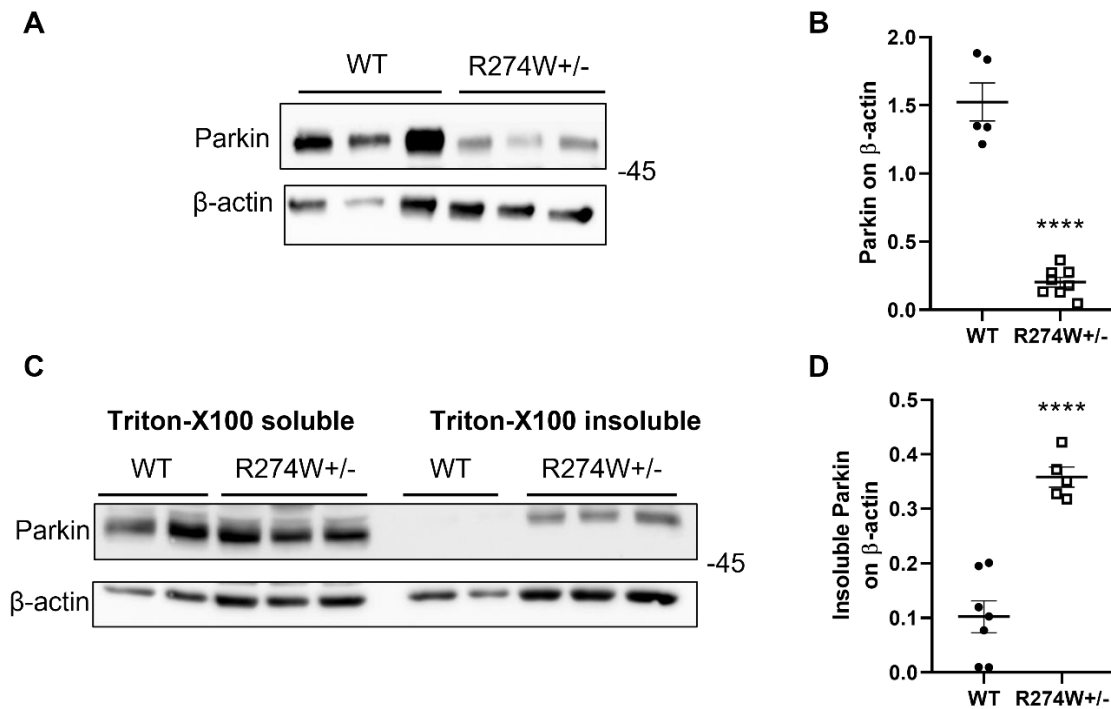 A
WT R274W+/-
Parkin
-45
β-actin
B
Parkin on β-actin
2.0
1.5
1.0
0.5
0.0
****
WT R274W+/-
C
Triton-X100 soluble Triton-X100 insoluble
WT R274W+/- WT R274W+/-
Parkin
-45
β-actin
D
Insoluble Parkin
on β-actin
0.5
0.4
0.3
0.2
0.1
0.0
****
WT R274W+/-